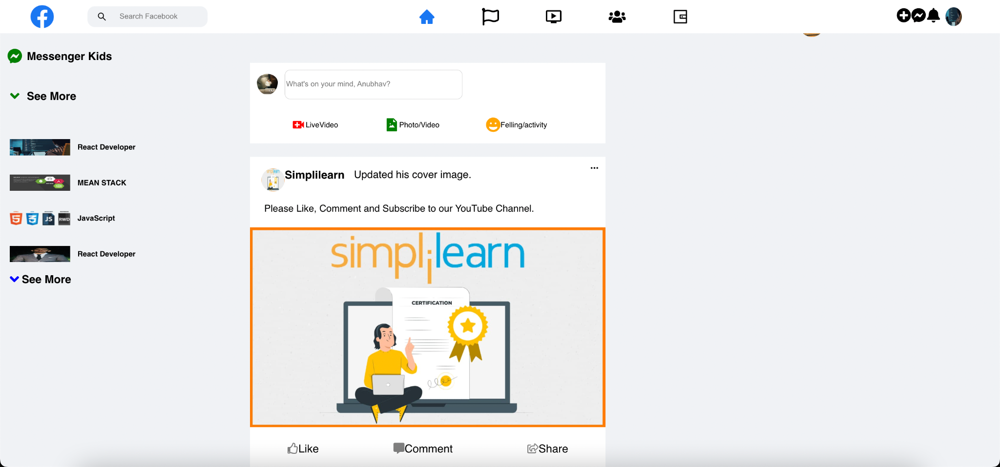 Search Facebook
Messenger Kids
See More
What's on your mind, Anubhav?
LiveVideo
Photo/Video
Felling/activity
React Developer
MEAN STACK
JS
RWD
JavaScript
React Developer
See More
Simplilearn Updated his cover image.
Please Like, Comment and Subscribe to our YouTube Channel.
simplilearn
CERTIFICATION
Like
Comment
Share